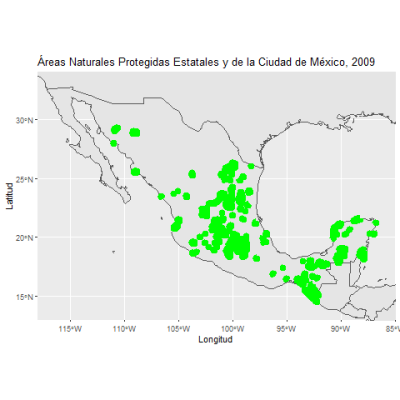 Áreas Naturales Protegidas Estatales y de la Ciudad de México, 2009
30°N
25°N
20°N
15°N
Latitud
115°W 110°W 105°W 100°W 95°W 90°W 85°W
Longitud